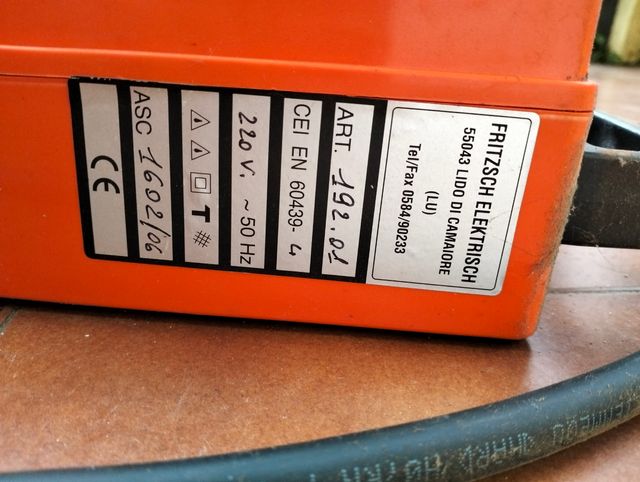 FRITZSCH ELEKTRISCH
55043 LIDO DI CAMAIORE
(LU)
Tel/Fax 0584/90233
ART. 192.01
CEI EN 60439-4
220 V. ~ 50 Hz
T #
ASC 1602/06
CE